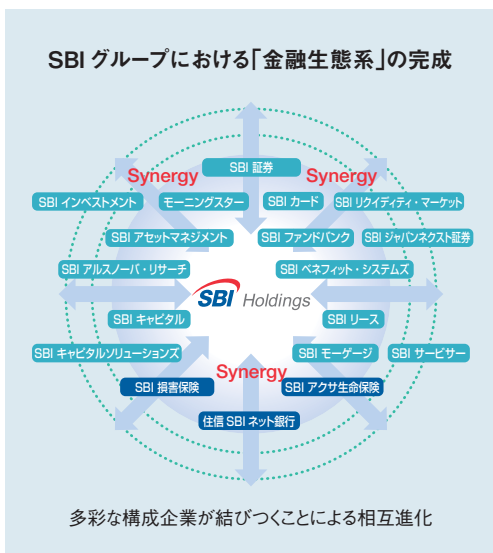 SBI グループにおける「金融生態系」の完成
SBI 証券
Synergy
Synergy
SBI インベストメント
モーニングスター
SBI カード
SBI リクイディティ・マーケット
SBI アセットマネジメント
SBI ファンドバンク
SBI ジャパンネクスト証券
SBI アルスノーバ・リサーチ
SBI ベネフィット・システムズ
SBI Holdings
SBI キャピタル
SBI リース
SBI キャピタルソリューションズ
SBI モーゲージ
SBI サービサー
Synergy
SBI 損害保険
SBI アクサ生命保険
住信 SBI ネット銀行
多彩な構成企業が結びつくことによる相互進化